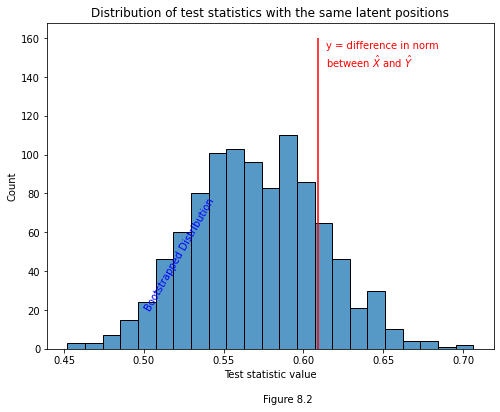 Distribution of test statistics with the same latent positions
160
140
120
100
80
60
40
20
0
Count
y = difference in norm
between X̂ and Ŷ
Bootstrapped Distribution
0.45 0.50 0.55 0.60 0.65 0.70
Test statistic value
Figure 8.2